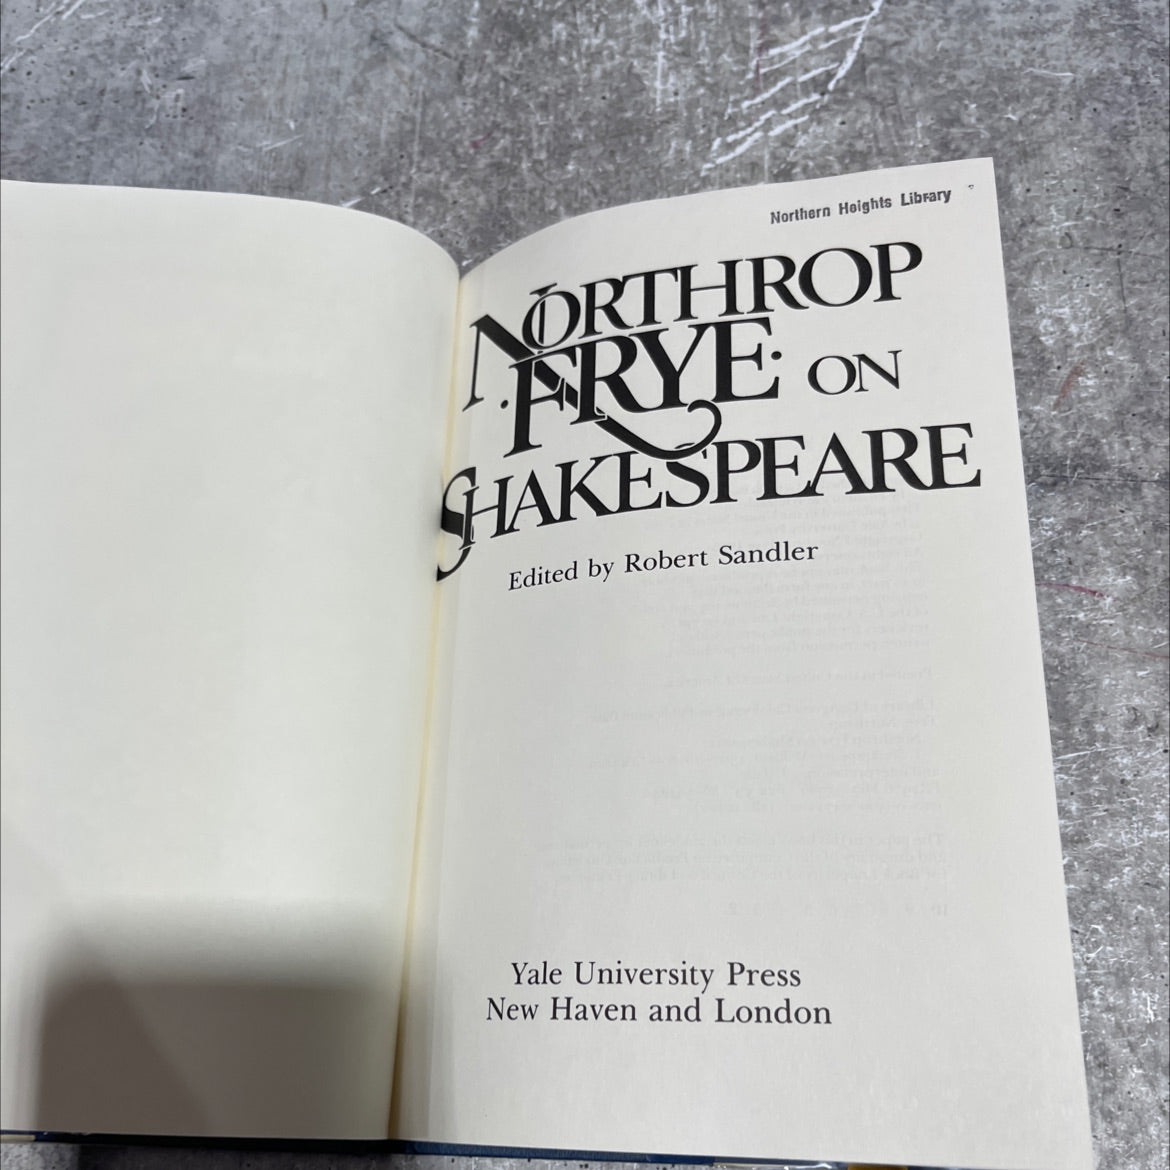 Northern Heights Library
NORTHROP
·FRYE· ON
SHAKESPEARE
Edited by Robert Sandler
Yale University Press
New Haven and London